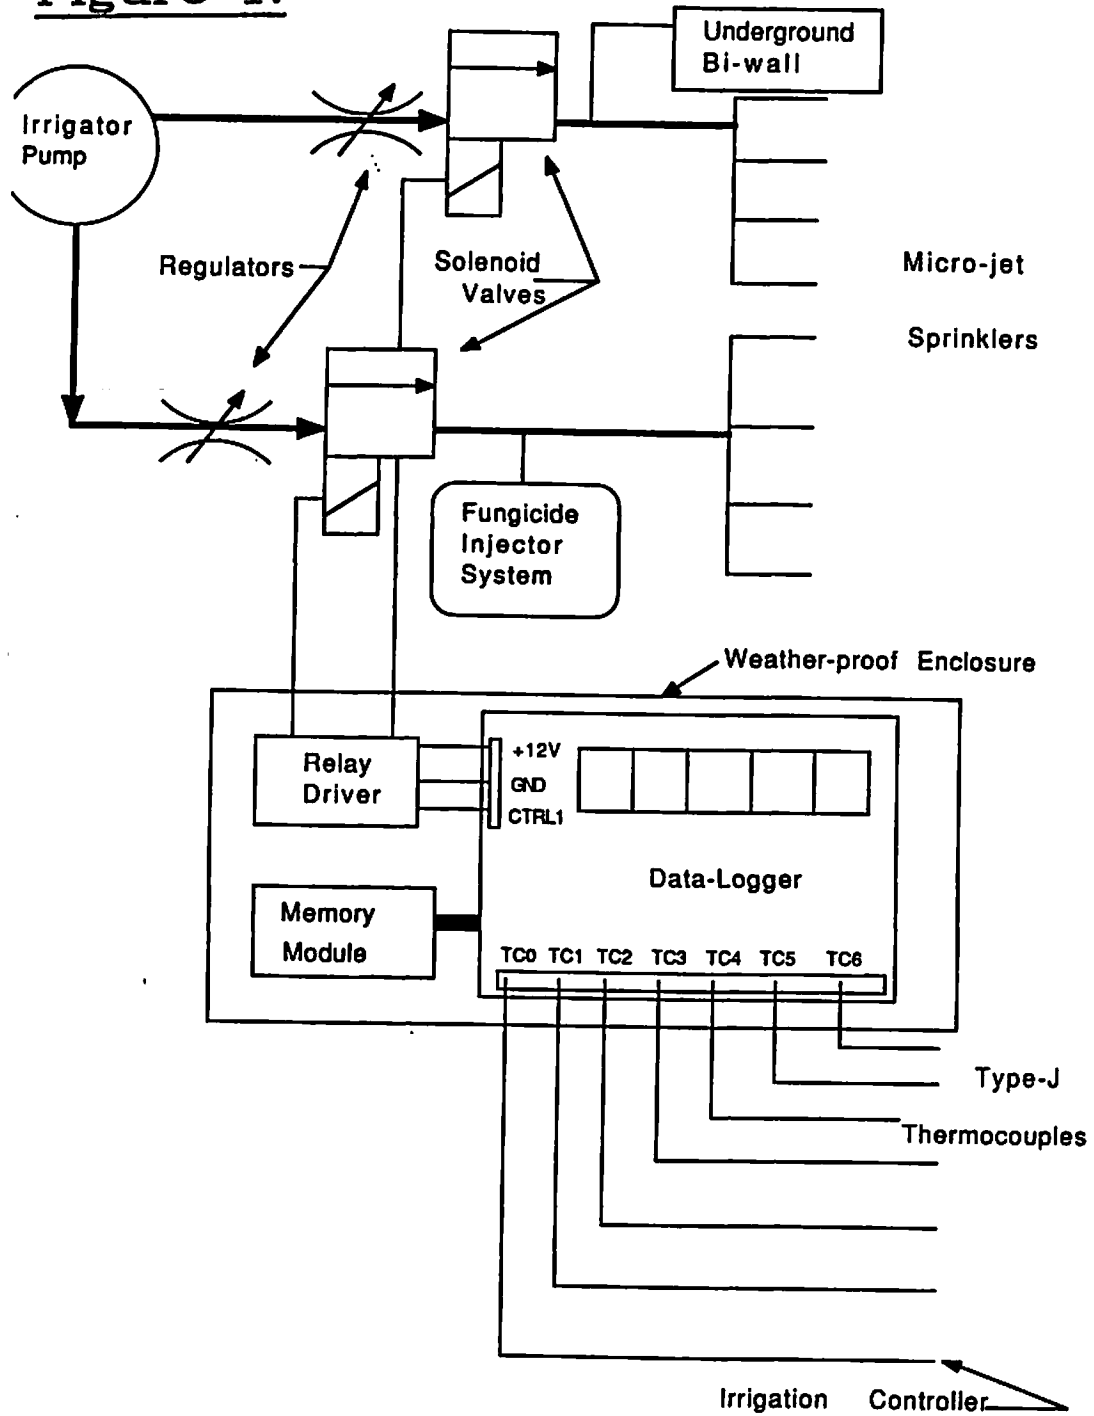 Figure 1.
Underground
Bi-wall
Irrigator
Pump
Regulators
Solenoid
Valves
Micro-jet
Sprinklers
Fungicide
Injector
System
Weather-proof Enclosure
Relay
Driver
+12V
GND
CTRL1
Data-Logger
Memory
Module
TC0 TC1 TC2 TC3 TC4 TC5 TC6
Type-J
Thermocouples
Irrigation Controller